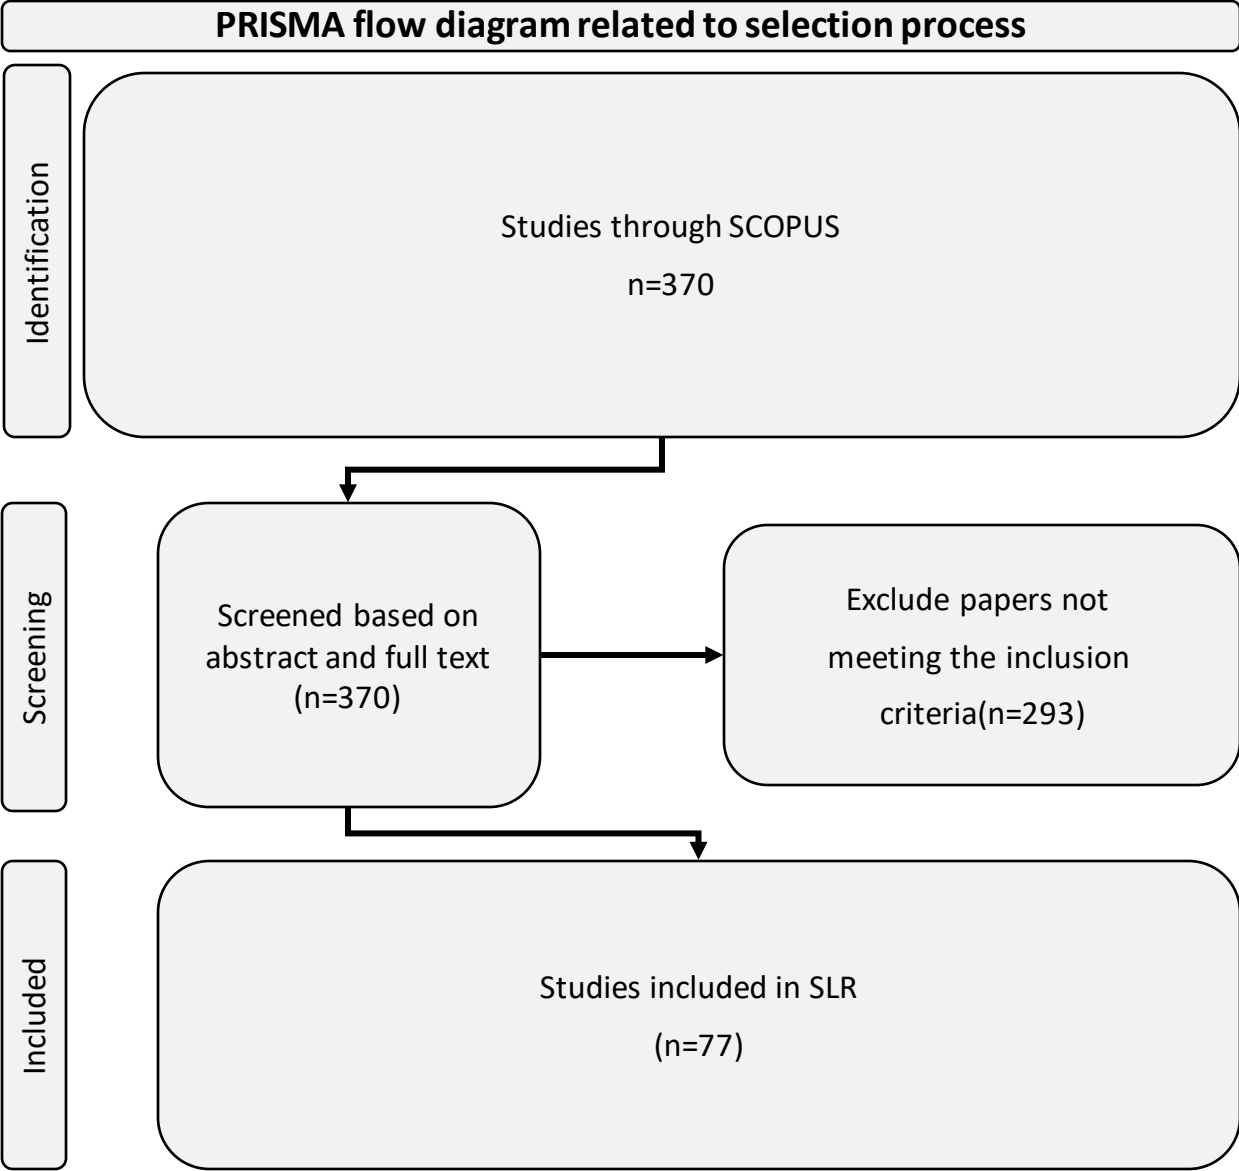 PRISMA flow diagram related to selection process
Identification
Studies through SCOPUS
n=370
Screening
Screened based on
abstract and full text
(n=370)
Exclude papers not
meeting the inclusion
criteria(n=293)
Included
Studies included in SLR
(n=77)